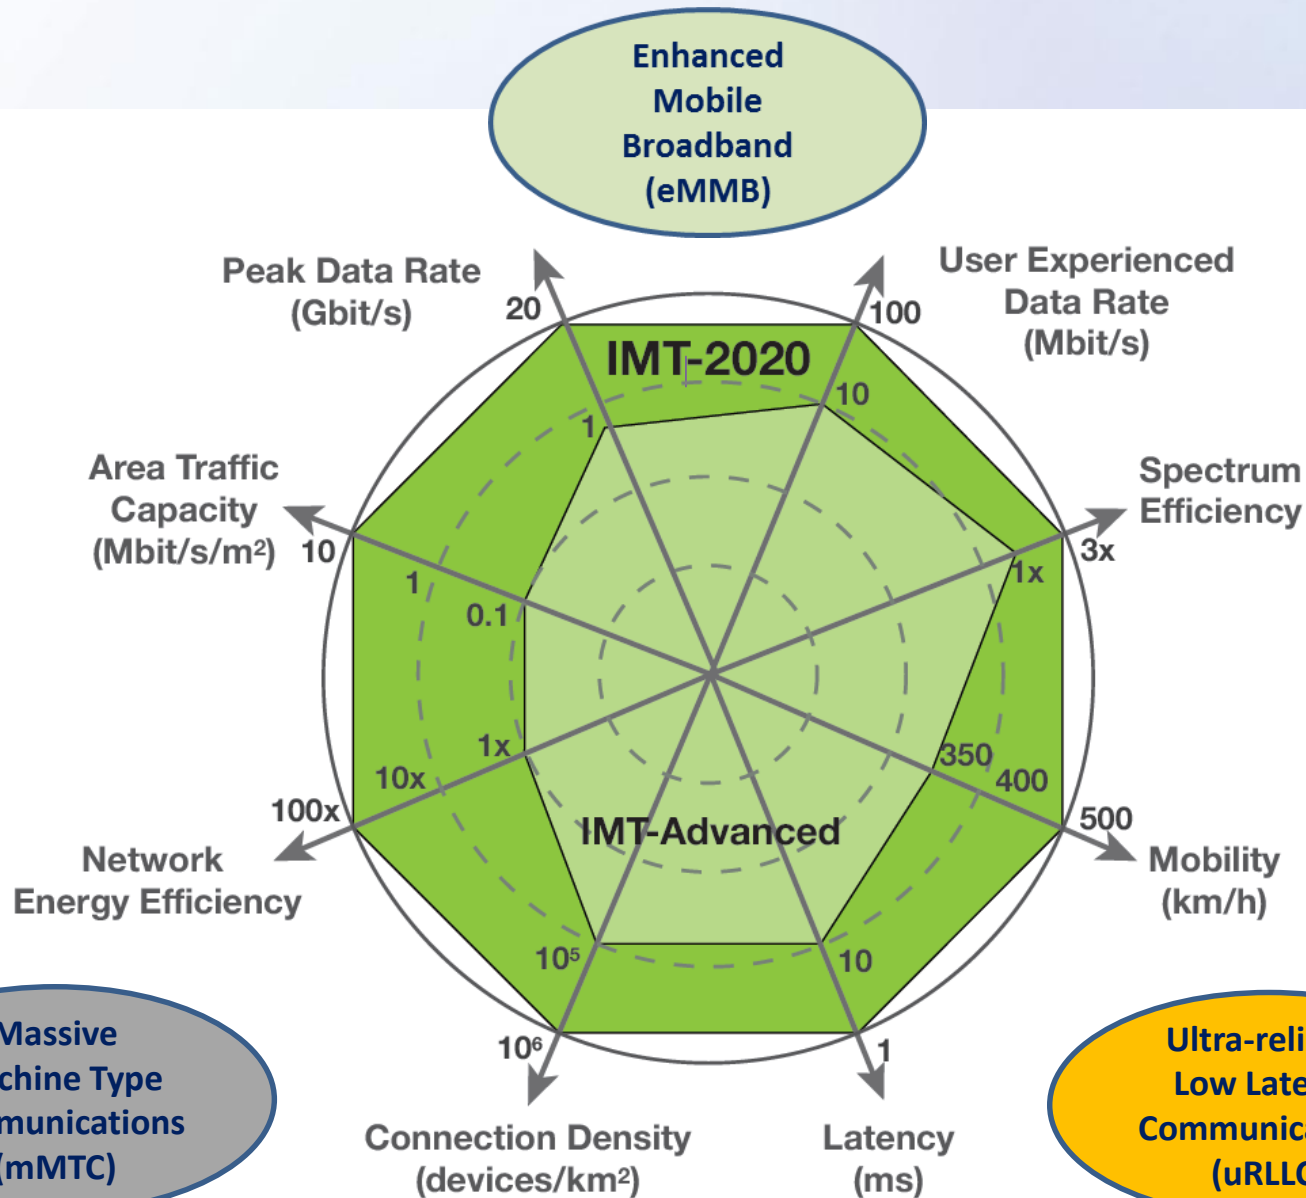 Enhanced
Mobile
Broadband
(eMMB)
Peak Data Rate
(Gbit/s)
User Experienced
Data Rate
(Mbit/s)
20
100
IMT-2020
1
10
Area Traffic
Capacity
(Mbit/s/m²)
Spectrum
Efficiency
10
1
0.1
3x
1x
1x
10x
100x
350
400
500
Network
Energy Efficiency
IMT-Advanced
Mobility
(km/h)
10⁵
10
10⁶
1
Massive
chine Type
munications
(mMTC)
Connection Density
(devices/km²)
Latency
(ms)
Ultra-reli
Low Late
Communica
(uRLLC